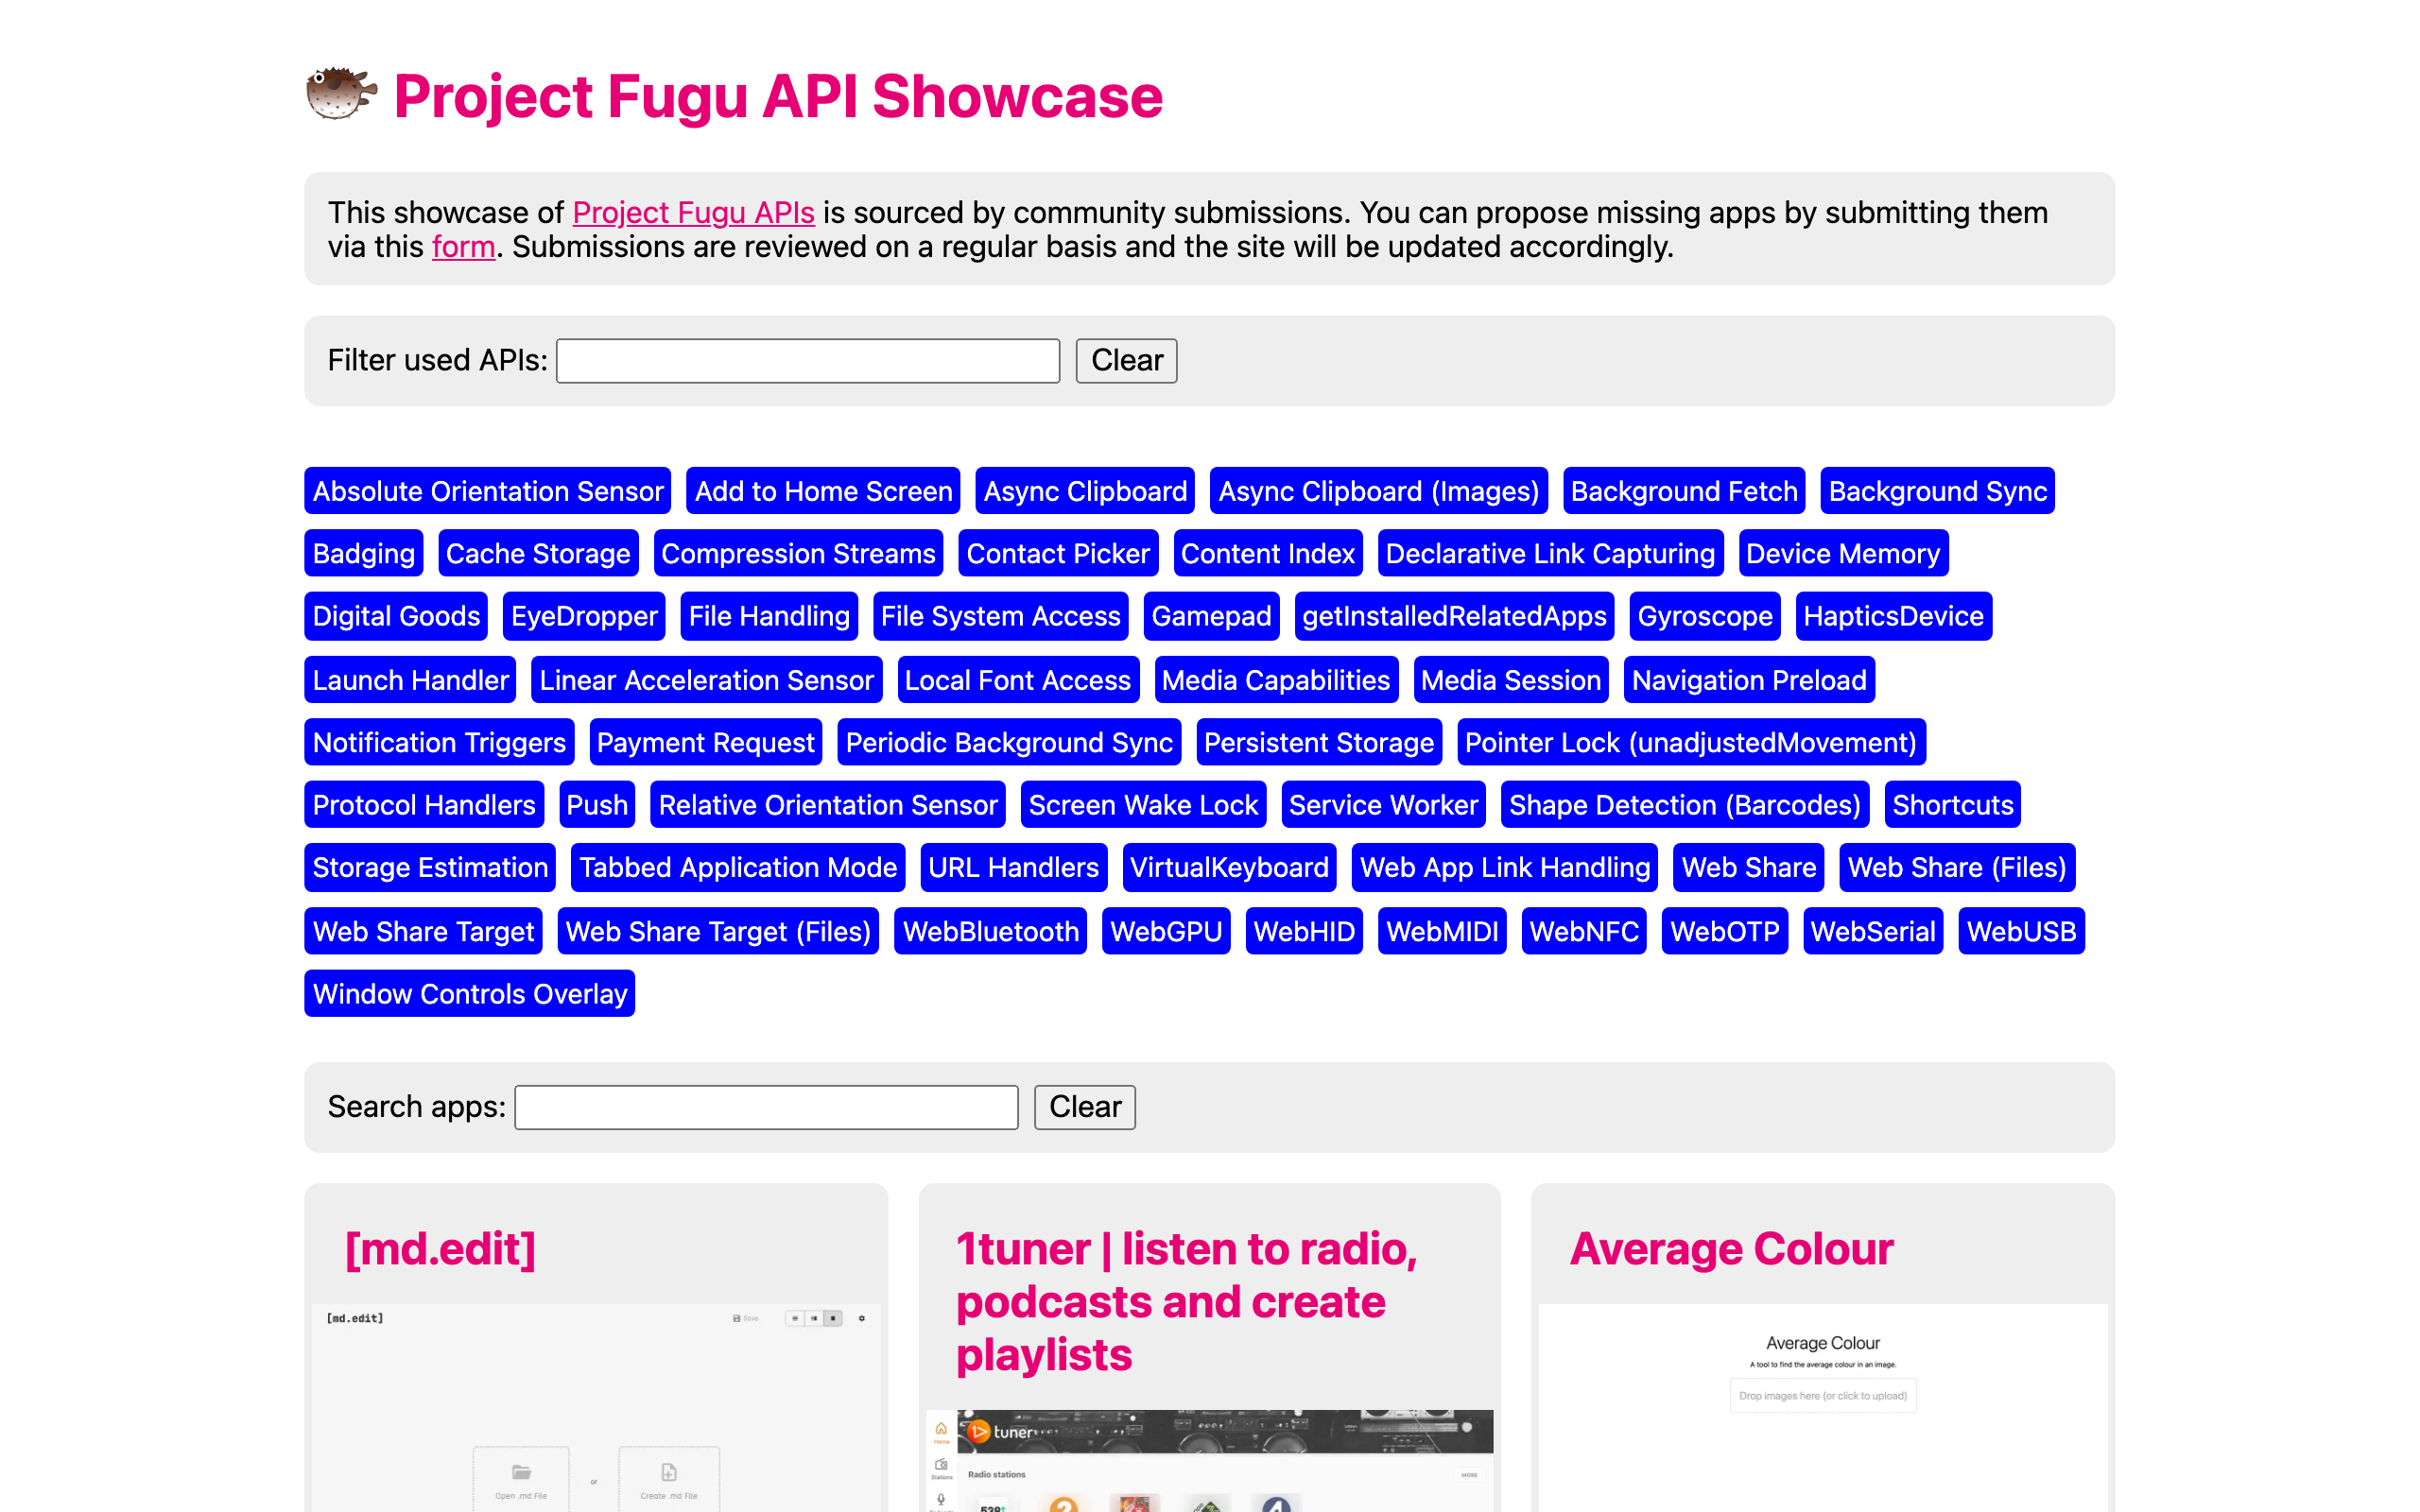 Project Fugu API Showcase
This showcase of Project Fugu APIs is sourced by community submissions. You can propose missing apps by submitting them
via this form. Submissions are reviewed on a regular basis and the site will be updated accordingly.
Filter used APIs: Clear
Absolute Orientation Sensor Add to Home Screen Async Clipboard Async Clipboard (Images) Background Fetch Background Sync
Badging Cache Storage Compression Streams Contact Picker Content Index Declarative Link Capturing Device Memory
Digital Goods EyeDropper File Handling File System Access Gamepad getInstalledRelatedApps Gyroscope HapticsDevice
Launch Handler Linear Acceleration Sensor Local Font Access Media Capabilities Media Session Navigation Preload
Notification Triggers Payment Request Periodic Background Sync Persistent Storage Pointer Lock (unadjustedMovement)
Protocol Handlers Push Relative Orientation Sensor Screen Wake Lock Service Worker Shape Detection (Barcodes) Shortcuts
Storage Estimation Tabbed Application Mode URL Handlers VirtualKeyboard Web App Link Handling Web Share Web Share (Files)
Web Share Target Web Share Target (Files) WebBluetooth WebGPU WebHID WebMIDI WebNFC WebOTP WebSerial WebUSB
Window Controls Overlay
Search apps: Clear
[md.edit]
[md.edit] Save
Open .md File or Create .md File
1tuner | listen to radio,
podcasts and create
playlists
tuner
Home
Stations
Radio stations MORE
538
Average Colour
Average Colour
A tool to find the average colour in an image.
Drop images here (or click to upload)